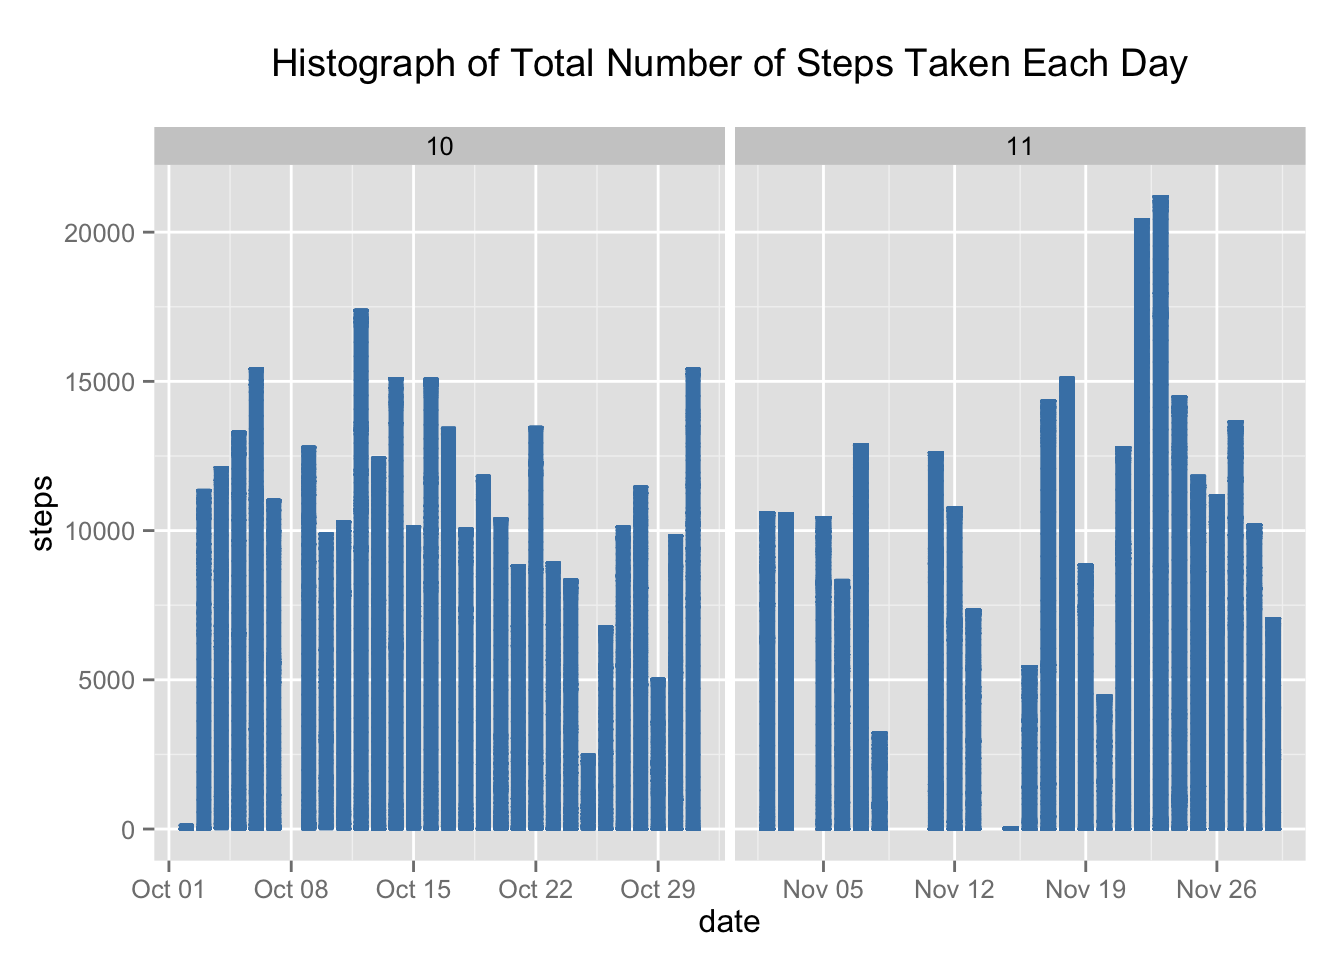 Histograph of Total Number of Steps Taken Each Day
10
11
steps
20000
15000
10000
5000
0
Oct 01
Oct 08
Oct 15
Oct 22
Oct 29
Nov 05
Nov 12
Nov 19
Nov 26
date